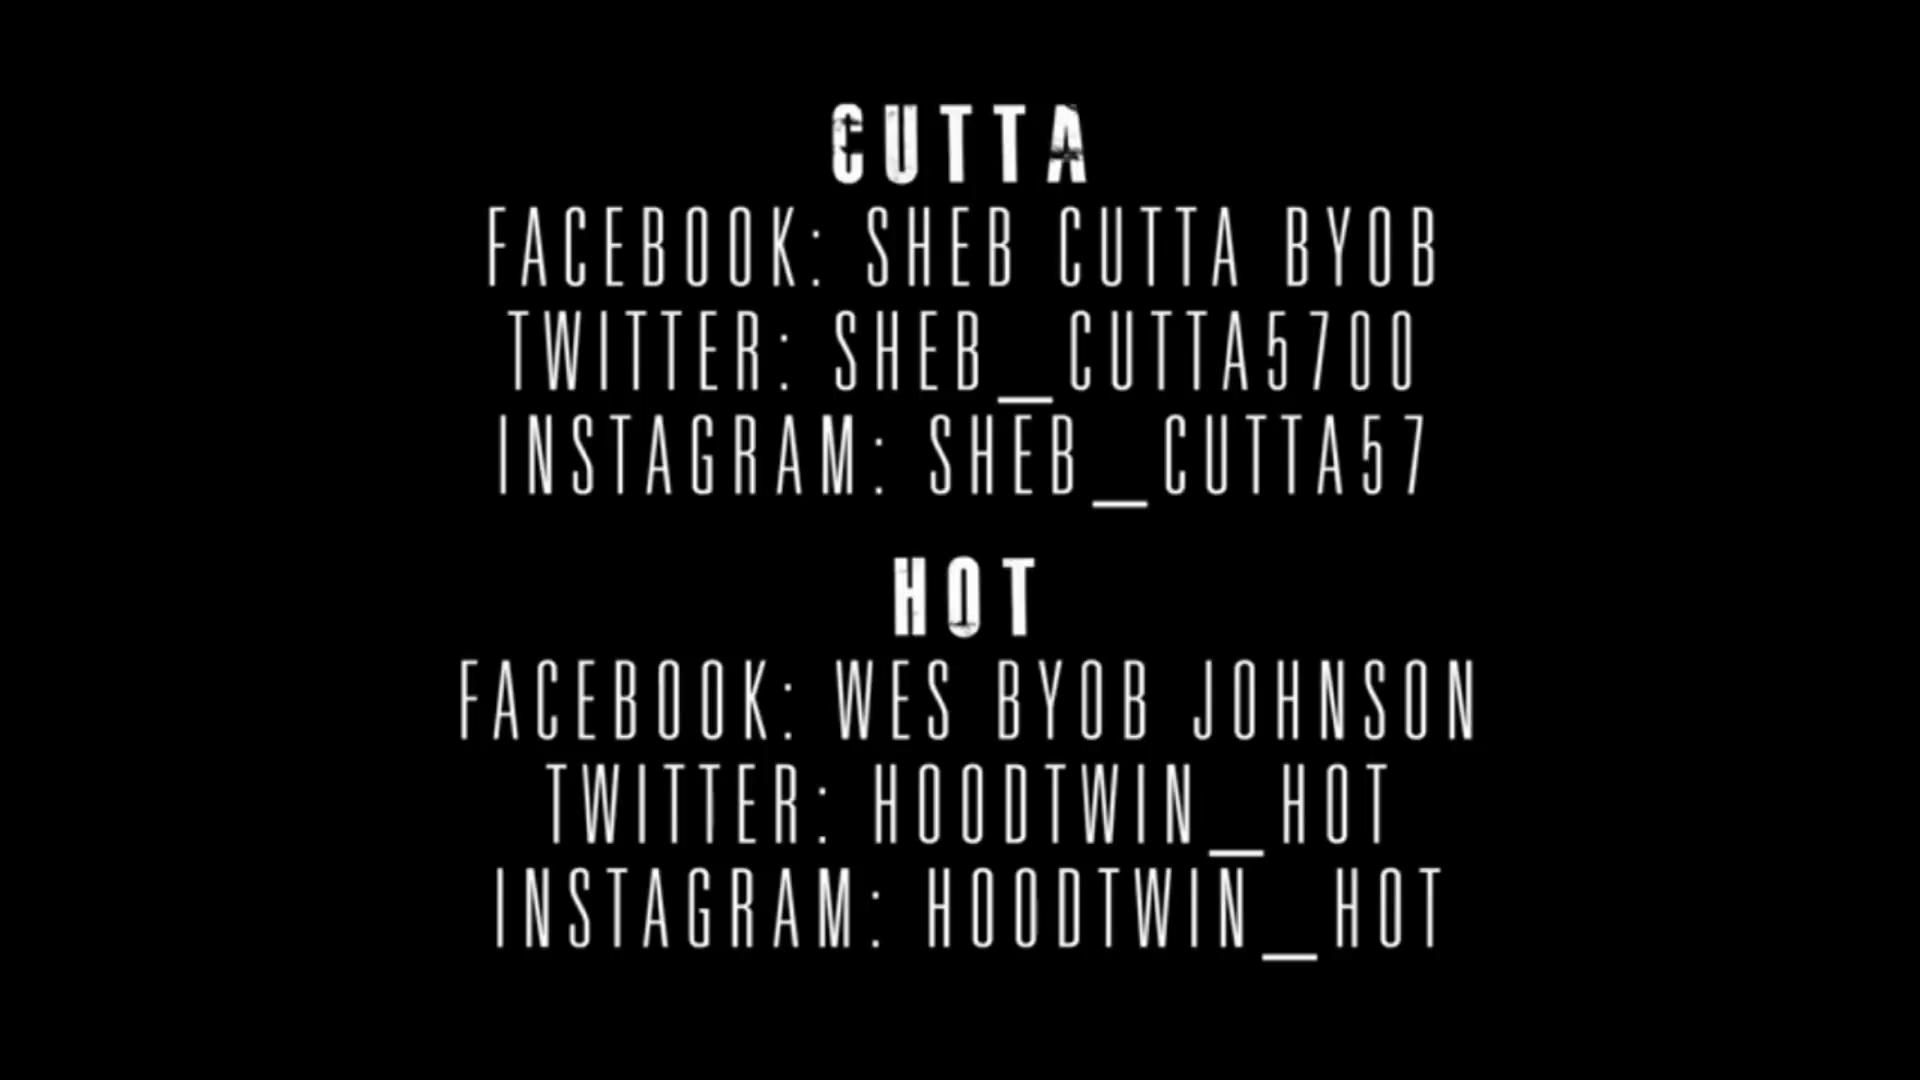 CUTTA
FACEBOOK: SHEB CUTTA BYOB
TWITTER: SHEB_CUTTA5700
INSTAGRAM: SHEB_CUTTA57
HOT
FACEBOOK: WES BYOB JOHNSON
TWITTER: HOODTWIN_HOT
INSTAGRAM: HOODTWIN_HOT